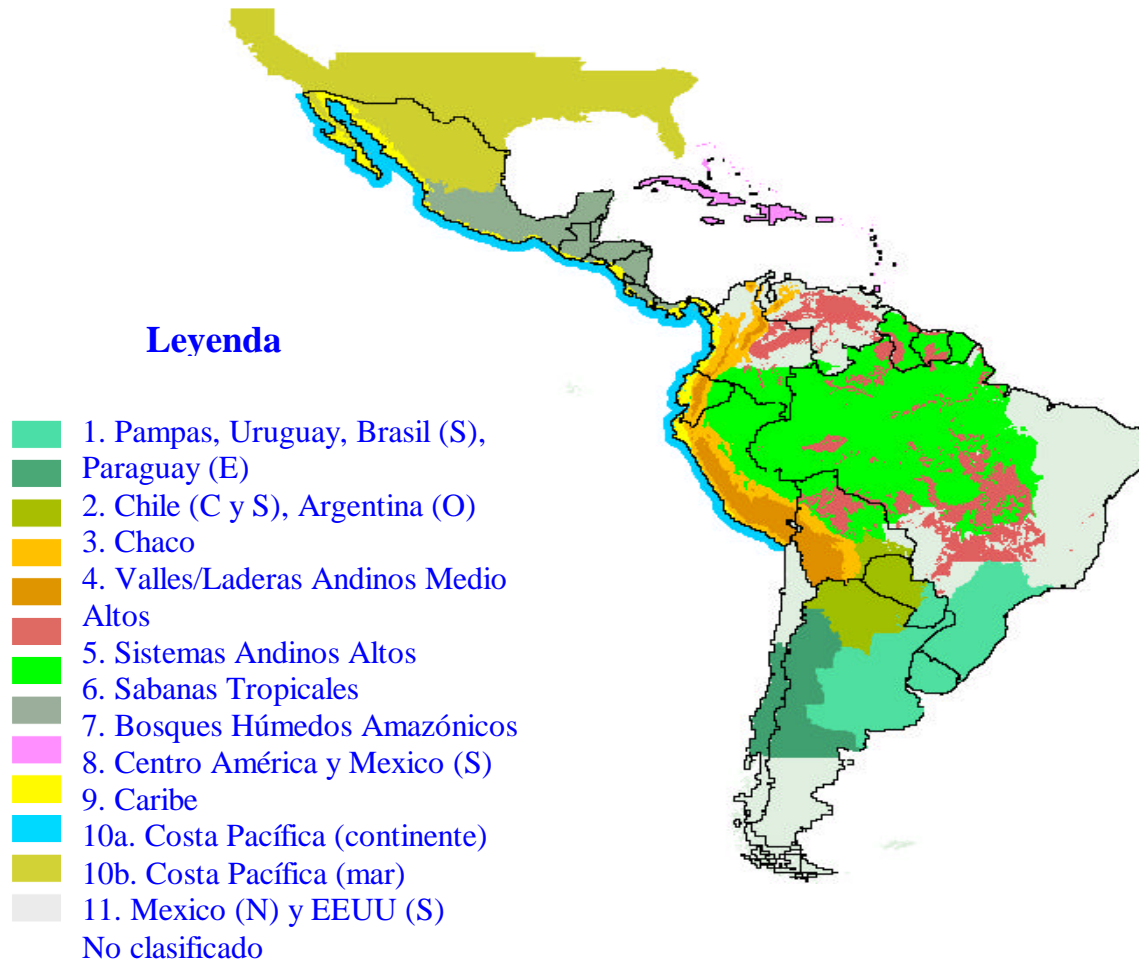 Leyenda
1. Pampas, Uruguay, Brasil (S),
Paraguay (E)
2. Chile (C y S), Argentina (O)
3. Chaco
4. Valles/Laderas Andinos Medio
Altos
5. Sistemas Andinos Altos
6. Sabanas Tropicales
7. Bosques Húmedos Amazónicos
8. Centro América y Mexico (S)
9. Caribe
10a. Costa Pacífica (continente)
10b. Costa Pacífica (mar)
11. Mexico (N) y EEUU (S)
No clasificado